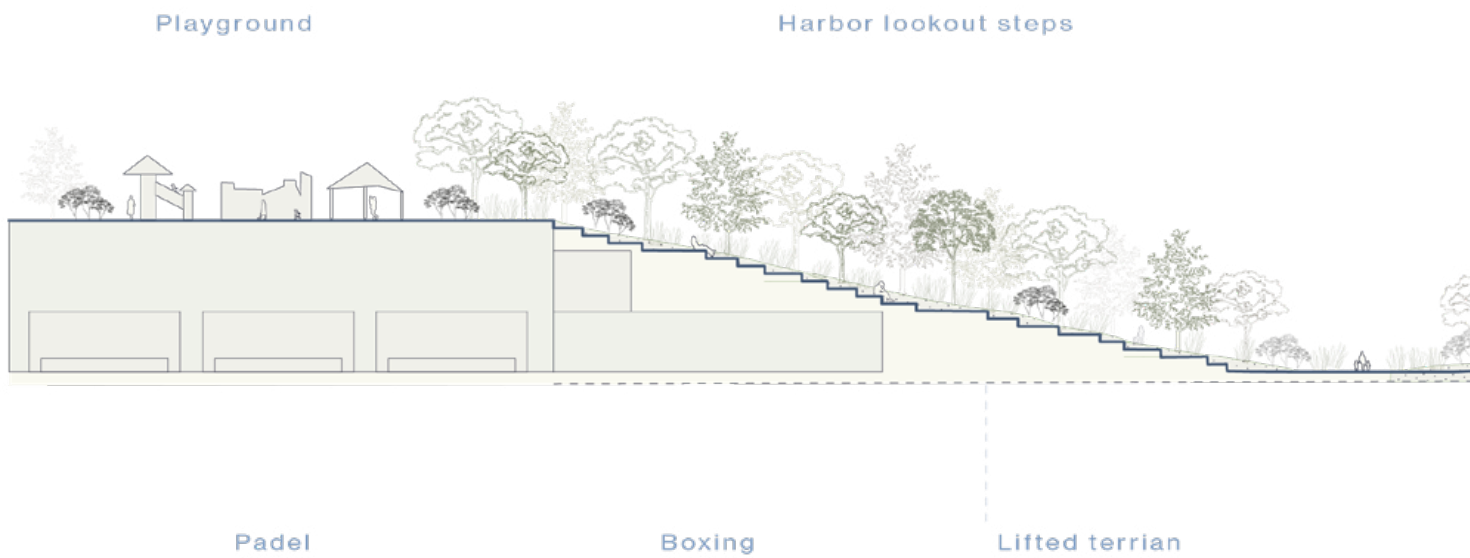 Playground
Harbor lookout steps
Padel
Boxing
Lifted terrian